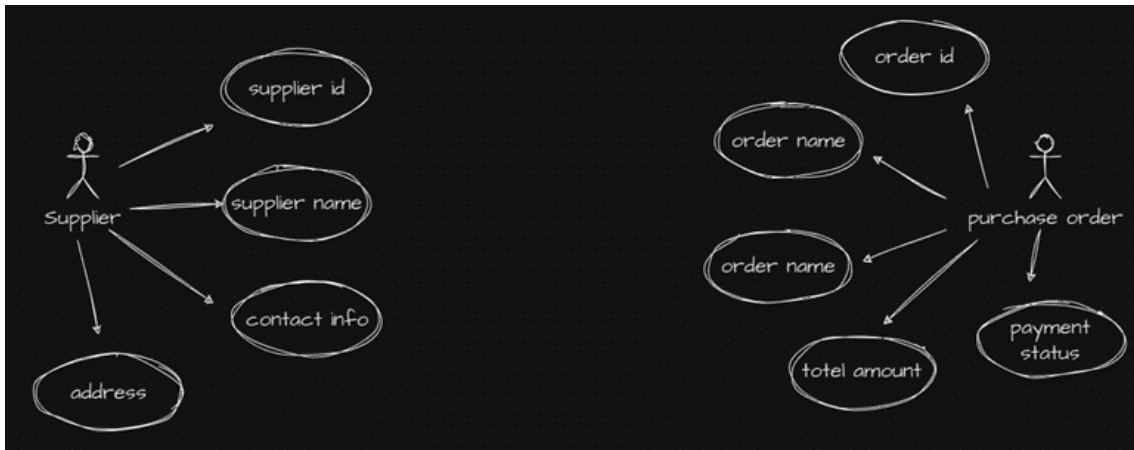 supplier id
Supplier
supplier name
contact info
address
order id
order name
purchase order
order name
totel amount
payment
status